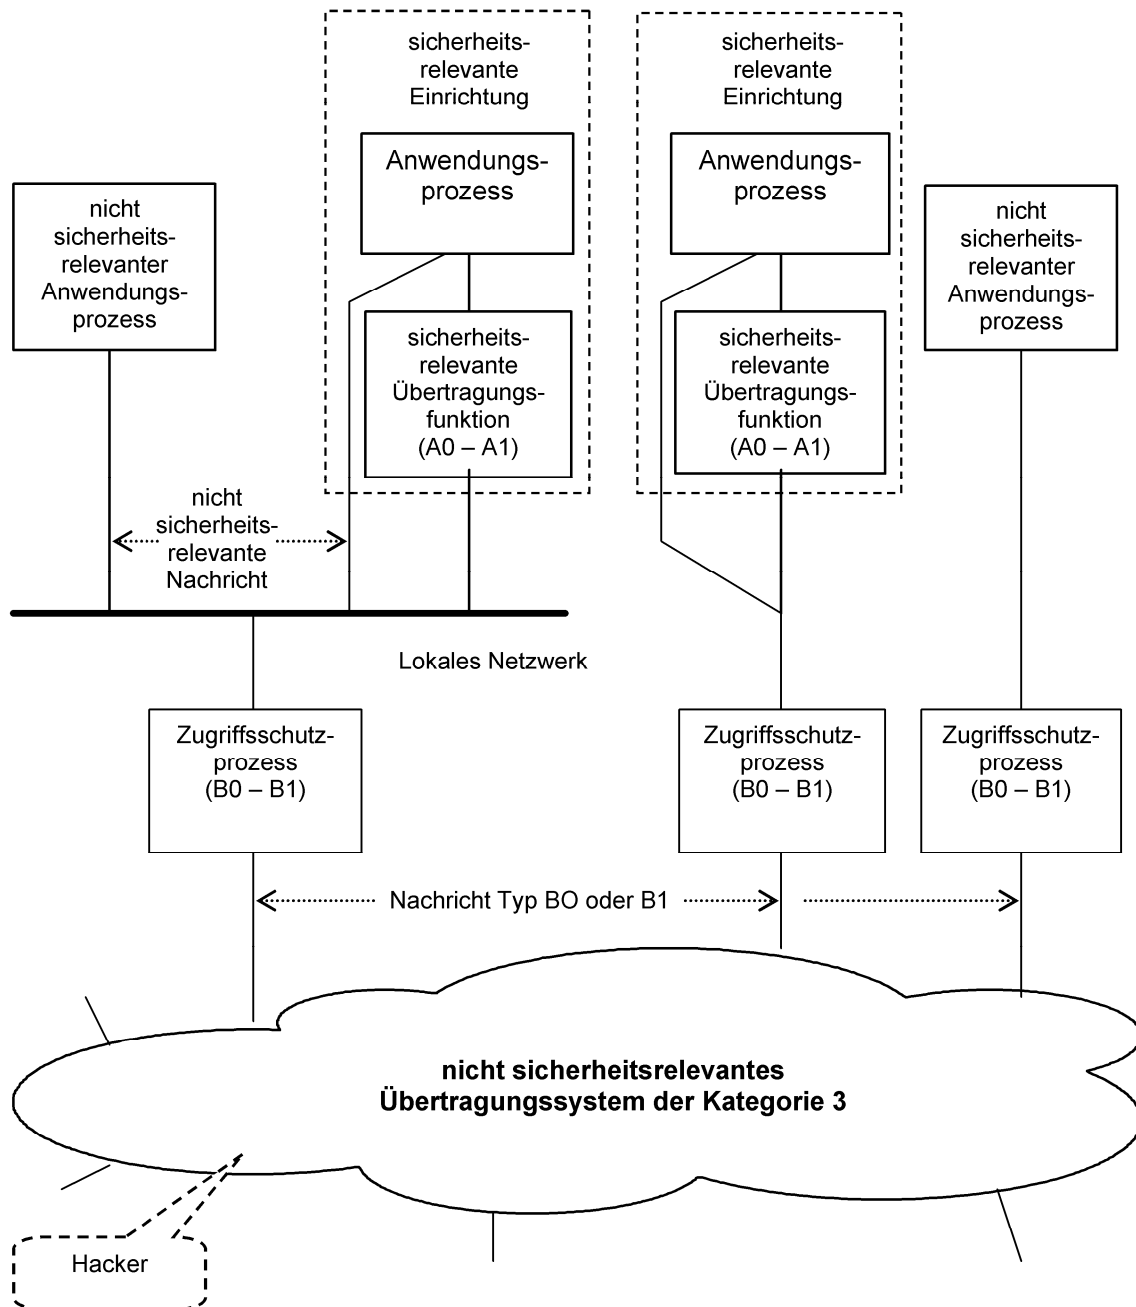 sicherheits-
relevante
Einrichtung
sicherheits-
relevante
Einrichtung
Anwendungs-
prozess
Anwendungs-
prozess
nicht
sicherheits-
relevanter
Anwendungs-
prozess
nicht
sicherheits-
relevanter
Anwendungs-
prozess
sicherheits-
relevante
Übertragungs-
funktion
(A0 – A1)
sicherheits-
relevante
Übertragungs-
funktion
(A0 – A1)
nicht
sicherheits-
relevante
Nachricht
Lokales Netzwerk
Zugriffsschutz-
prozess
(B0 – B1)
Zugriffsschutz-
prozess
(B0 – B1)
Zugriffsschutz-
prozess
(B0 – B1)
Nachricht Typ BO oder B1
nicht sicherheitsrelevantes
Übertragungssystem der Kategorie 3
Hacker